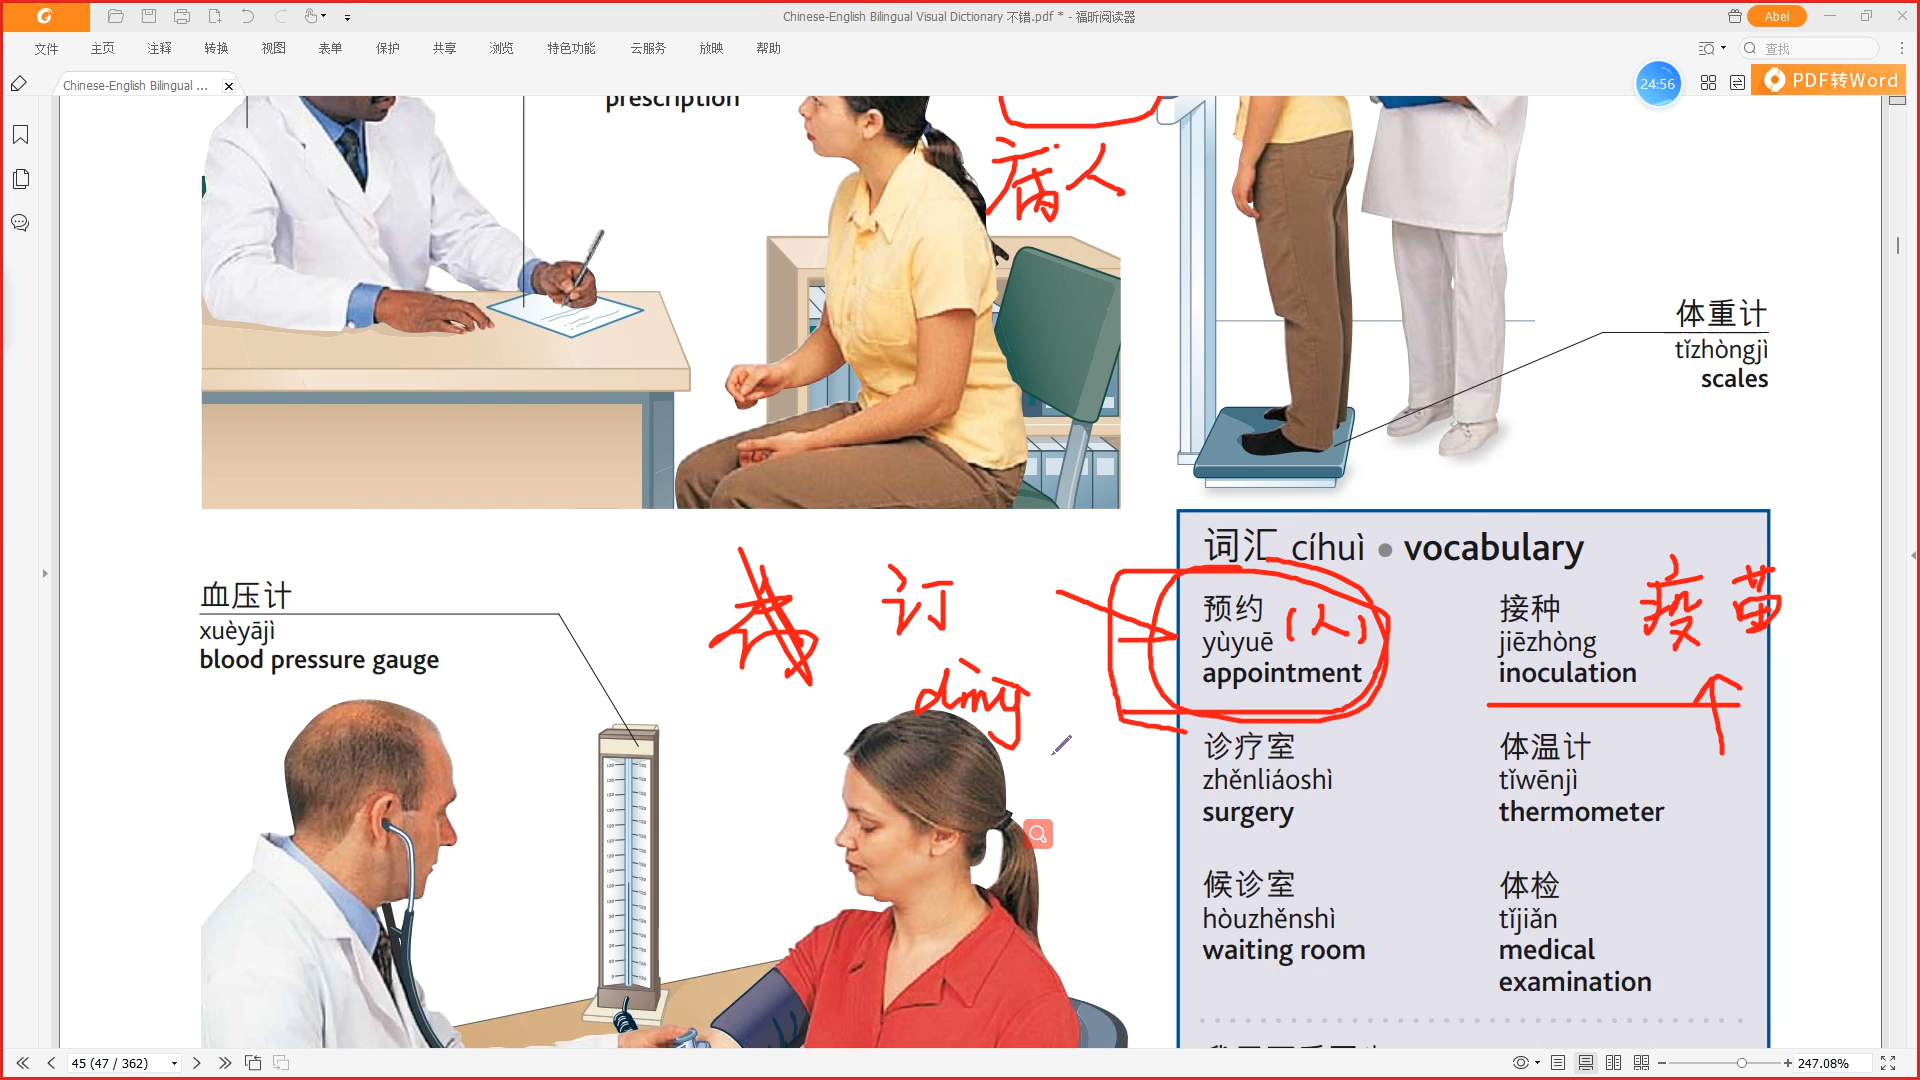 Chinese-English Bilingual Visual Dictionary 不错.pdf * - 福昕阅读器
Abel
文件 主页 注释 转换 视图 表单 保护 共享 浏览 特色功能 云服务 放映 帮助
查找
Chinese-English Bilingual ...
24:56
PDF转Word
prescription
病人
体重计
tǐzhòngjì
scales
血压计
xuèyājì
blood pressure gauge
订
dìng
词汇 cíhuì ● vocabulary
预约
yùyuē (人)
appointment
接种
jiēzhòng
inoculation
疫苗
诊疗室
zhěnliáoshì
surgery
体温计
tǐwēnjì
thermometer
候诊室
hòuzhěnshì
waiting room
体检
tǐjiǎn
medical
examination
45 (47 / 362)
247.08%